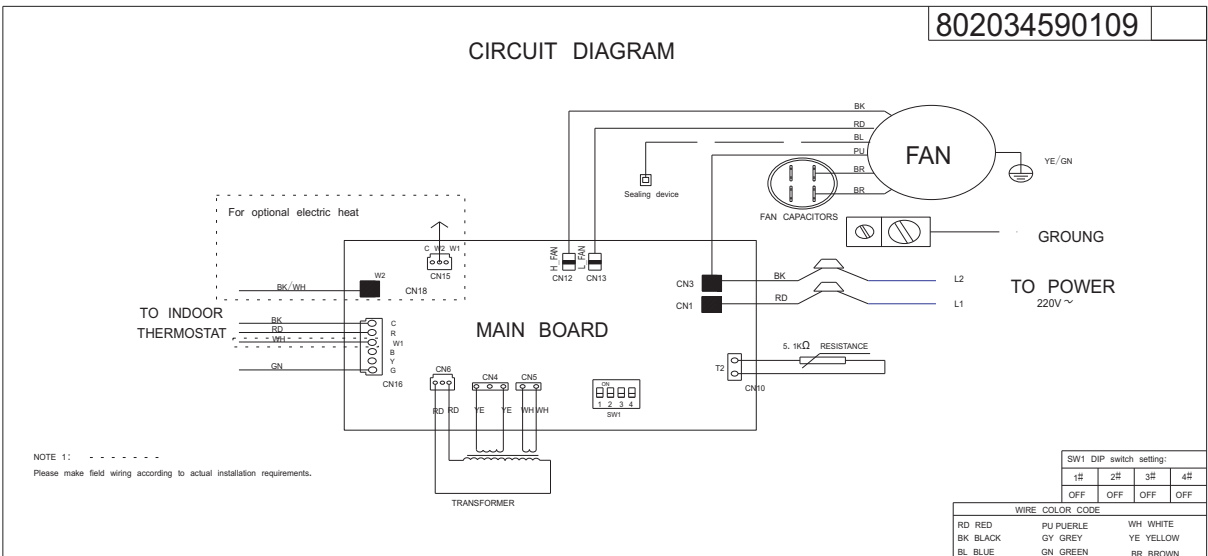 802034590109
CIRCUIT DIAGRAM
BK
RD
BL
PU
BR
BR
FAN
YE/GN
Sealing device
FAN CAPACITORS
For optional electric heat
C W2 W1
CN15
H_FAN
L_FAN
CN12
CN13
GROUNG
W2
BK/WH
CN18
CN3
BK
L2
CN1
RD
L1
TO POWER
220V ~
TO INDOOR
THERMOSTAT
BK
RD
WH
GN
C
R
W1
B
Y
G
CN16
MAIN BOARD
5.1KΩ RESISTANCE
T2
CN10
CN6
CN4
CN5
ON
1 2 3 4
SW1
RD RD YE YE WH WH
TRANSFORMER
NOTE 1: - - - - - - -
Please make field wiring according to actual installation requirements.
SW1 DIP switch setting:
1# 2# 3# 4#
OFF OFF OFF OFF
WIRE COLOR CODE
RD RED PU PUERLE WH WHITE
BK BLACK GY GREY YE YELLOW
BL BLUE GN GREEN BR BROWN